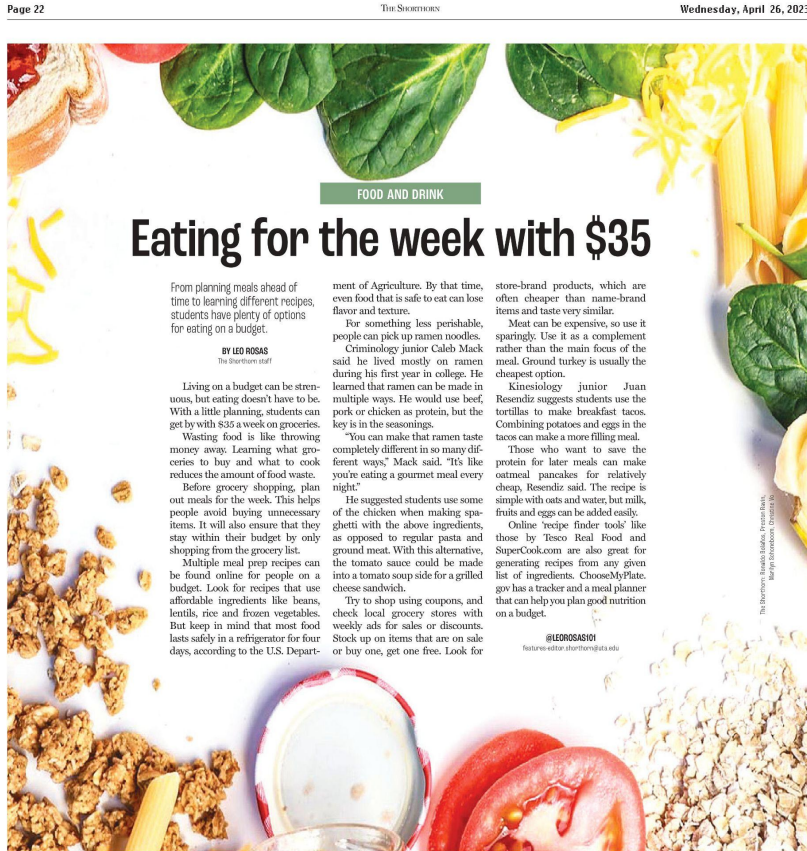 Page 22
The Shorthorn
Wednesday, April 26, 2023
FOOD AND DRINK
Eating for the week with $35
From planning meals ahead of
time to learning different recipes,
students have plenty of options
for eating on a budget.
BY LEO ROSAS
The Shorthorn staff
Living on a budget can be stren-
uous, but eating doesn't have to be.
With a little planning, students can
get by with $35 a week on groceries.
Wasting food is like throwing
money away. Learning what gro-
ceries to buy and what to cook
reduces the amount of food waste.
Before grocery shopping, plan
out meals for the week. This helps
people avoid buying unnecessary
items. It will also ensure that they
stay within their budget by only
shopping from the grocery list.
Multiple meal prep recipes can
be found online for people on a
budget. Look for recipes that use
affordable ingredients like beans,
lentils, rice and frozen vegetables.
But keep in mind that most food
lasts safely in a refrigerator for four
days, according to the U.S. Depart-
ment of Agriculture. By that time,
even food that is safe to eat can lose
flavor and texture.
For something less perishable,
people can pick up ramen noodles.
Criminology junior Caleb Mack
said he lived mostly on ramen
during his first year in college. He
learned that ramen can be made in
multiple ways. He would use beef,
pork or chicken as protein, but the
key is in the seasonings.
“You can make that ramen taste
completely different in so many dif-
ferent ways,” Mack said. “It's like
you're eating a gourmet meal every
night.”
He suggested students use some
of the chicken when making spa-
ghetti with the above ingredients,
as opposed to regular pasta and
ground meat. With this alternative,
the tomato sauce could be made
into a tomato soup side for a grilled
cheese sandwich.
Try to shop using coupons, and
check local grocery stores with
weekly ads for sales or discounts.
Stock up on items that are on sale
or buy one, get one free. Look for
store-brand products, which are
often cheaper than name-brand
items and taste very similar.
Meat can be expensive, so use it
sparingly. Use it as a complement
rather than the main focus of the
meal. Ground turkey is usually the
cheapest option.
Kinesiology junior Juan
Resendiz suggests students use the
tortillas to make breakfast tacos.
Combining potatoes and eggs in the
tacos can make a more filling meal.
Those who want to save the
protein for later meals can make
oatmeal pancakes for relatively
cheap, Resendiz said. The recipe is
simple with oats and water, but milk,
fruits and eggs can be added easily.
Online 'recipe finder tools' like
those by Tesco Real Food and
SuperCook.com are also great for
generating recipes from any given
list of ingredients. ChooseMyPlate.
gov has a tracker and a meal planner
that can help you plan good nutrition
on a budget.
@LEOROSAS101
features-editor.shorthorn@uta.edu
The Shorthorn: Ronaldo Bolaños,
Marilyn Schoneboom, Christine Vo